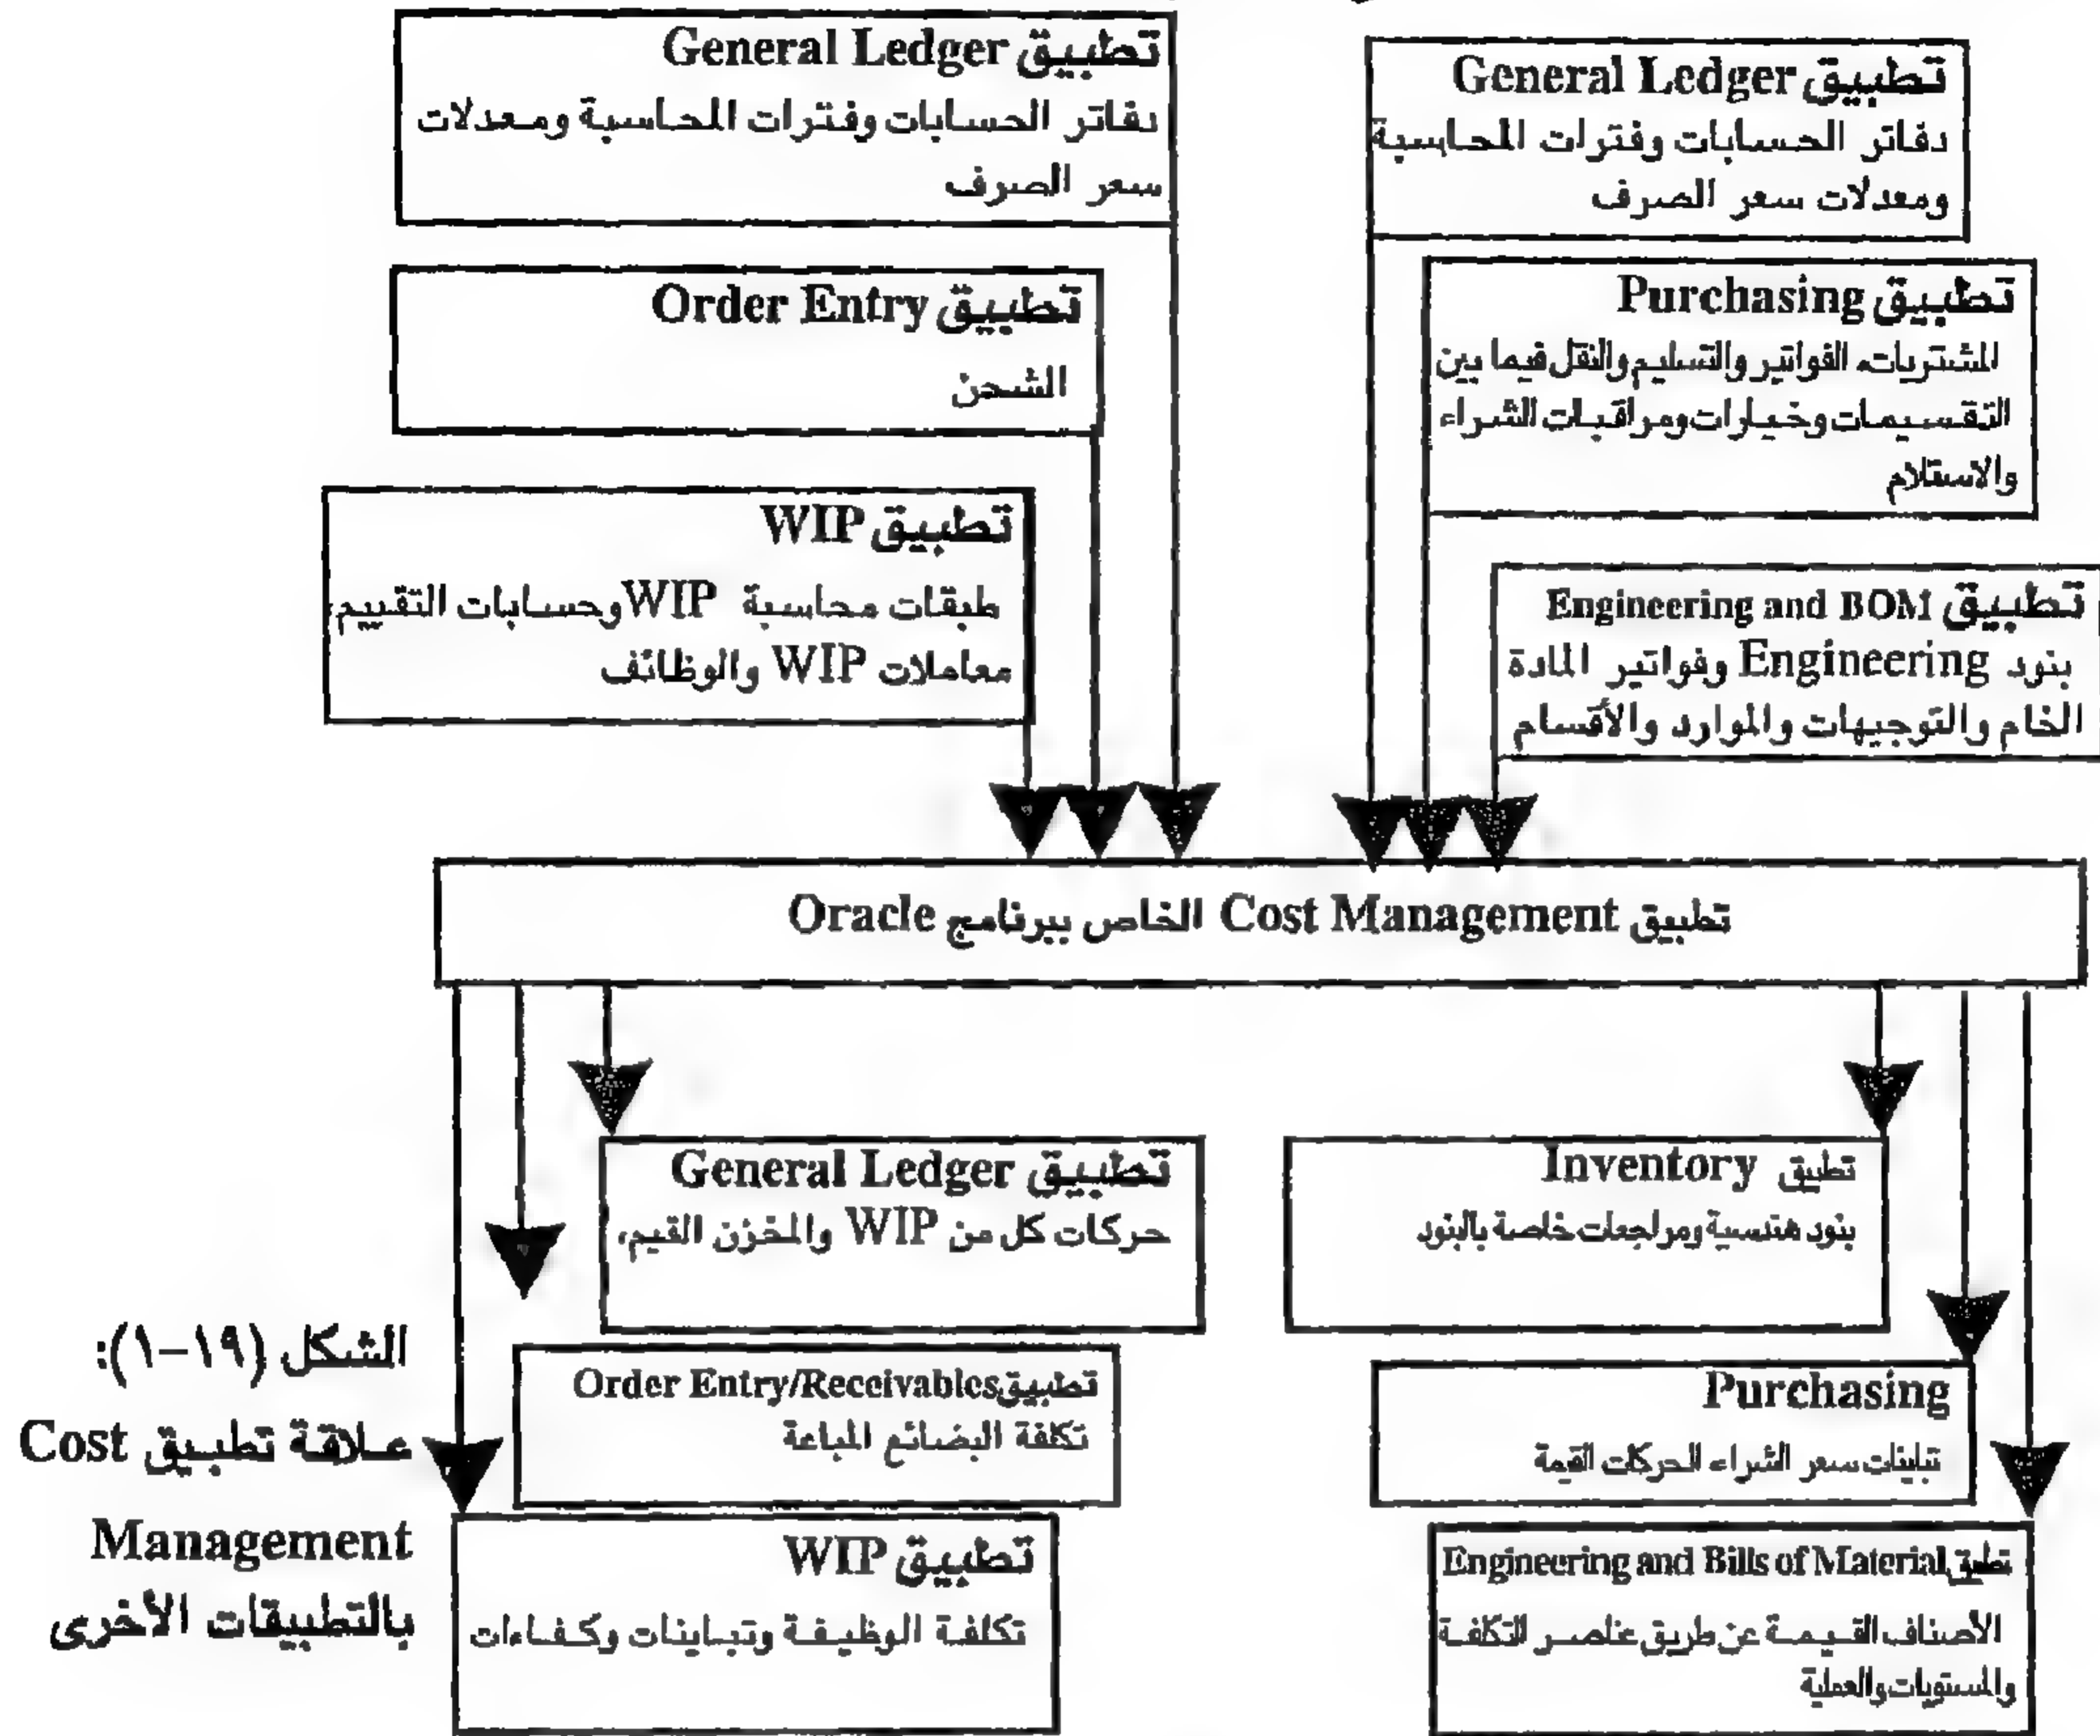 تطبيق General Ledger
دفاتر الحسابات وفترات المحاسبة
ومعدلات سعر الصرف
تطبيق General Ledger
دفاتر الحسابات وفترات المحاسبة ومعدلات
سعر الصرف
تطبيق Purchasing
المشتريات، الفواتير والتسليم والنقل فيما بين
التقسيمات وخيارات ومراقبات الشراء
والاستلام
تطبيق Order Entry
الشحن
تطبيق Engineering and BOM
بنود Engineering وفواتير المادة
الخام والتوجيهات والموارد والأقسام
تطبيق WIP
طبقات محاسبة WIP وحسابات التقييم،
معاملات WIP والوظائف
تطبيق Cost Management الخاص ببرنامج Oracle
تطبيق Inventory
بنود هندسية ومراجعات خاصة بالبنود
تطبيق General Ledger
حركات كل من WIP والمخزن القيم،
Purchasing
تباينات سعر الشراء الحركات القيمة
تطبيق Order Entry/Receivables
تكلفة البضائع المباعة
تطبيق Engineering and Bills of Material
الأصناف القيمة عن طريق عناصر التكلفة
والمستويات والعملية
تطبيق WIP
تكلفة الوظيفة وتباينات وكفاءات
الشكل (١٩-١):
علاقة تطبيق Cost
Management
بالتطبيقات الأخرى